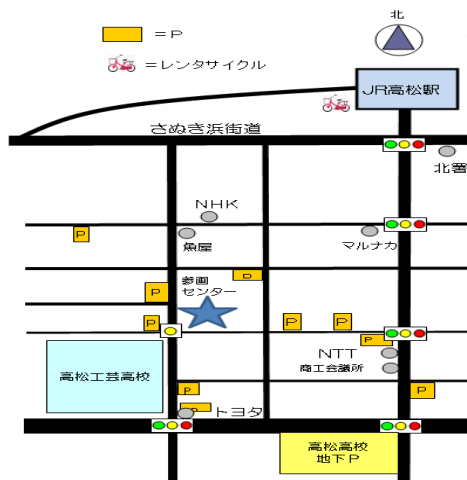 北
＝P
＝レンタサイクル
JR高松駅
さぬき浜街道
北署
NHK
P
魚屋
マルナカ
参画
センター
P
P
P
P
P
P
NTT
商工会議所
高松工芸高校
P
P
P
トヨタ
高松高校
地下P